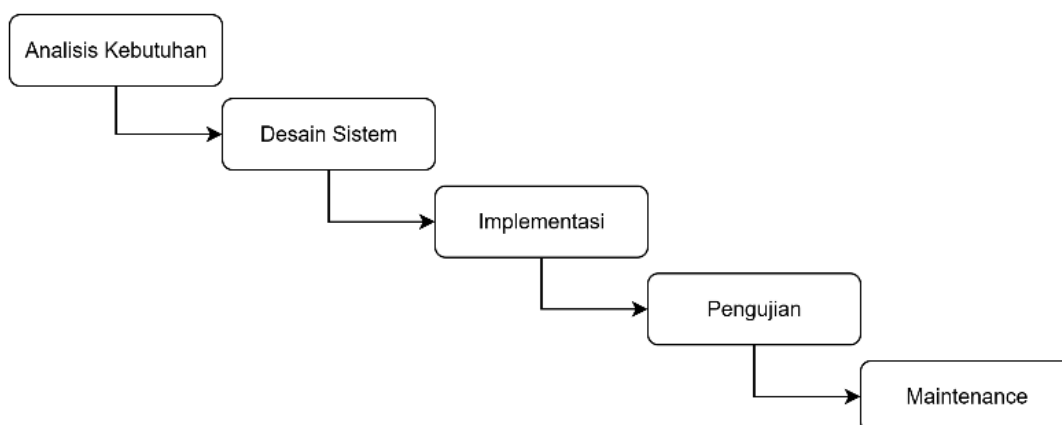 Analisis Kebutuhan
Desain Sistem
Implementasi
Pengujian
Maintenance